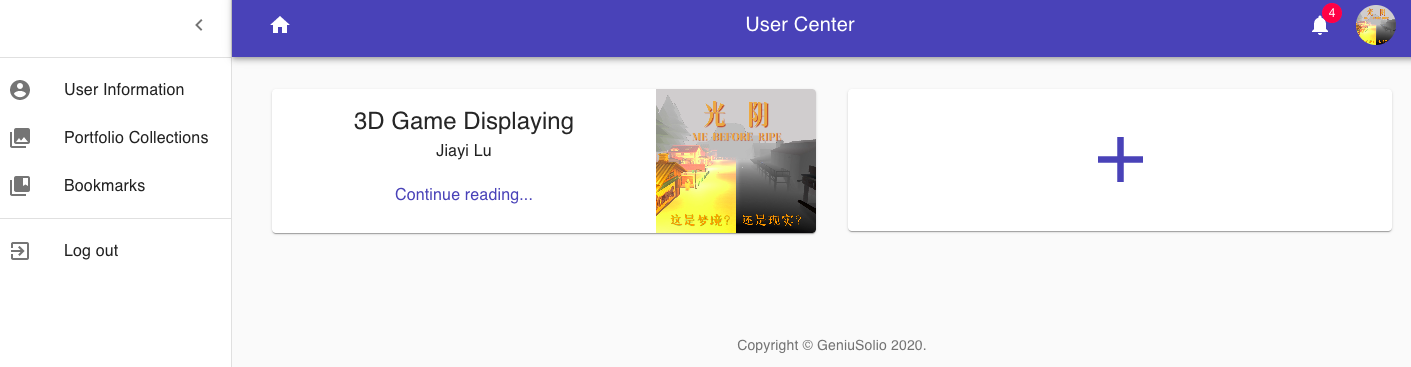 User Center
4
User Information
Portfolio Collections
Bookmarks
Log out
3D Game Displaying
Jiayi Lu
Continue reading...
光 阴
ME BEFORE RIPE
这是梦境? 还是现实?
Copyright © GeniusSolio 2020.